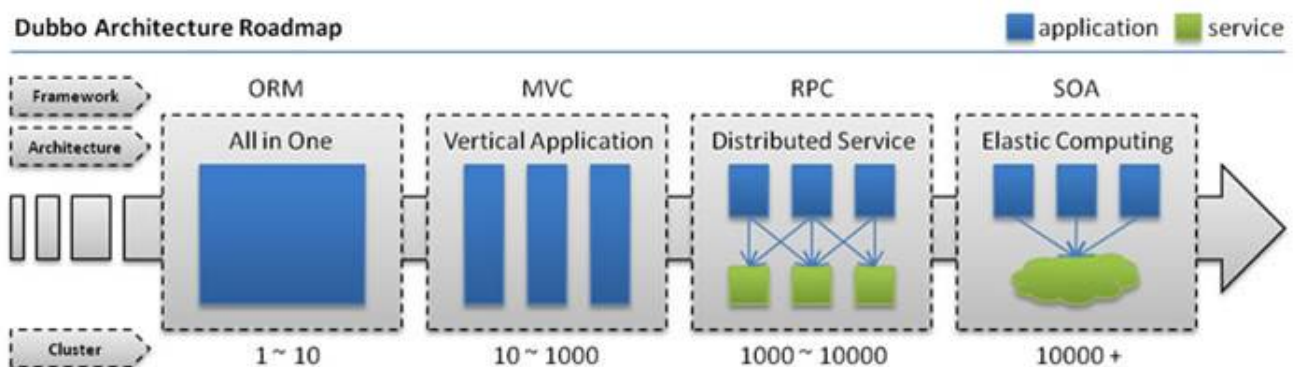 Dubbo Architecture Roadmap
application
service
Framework
ORM
MVC
RPC
SOA
Architecture
All in One
Vertical Application
Distributed Service
Elastic Computing
Cluster
1 ~ 10
10 ~ 1000
1000 ~ 10000
10000 +